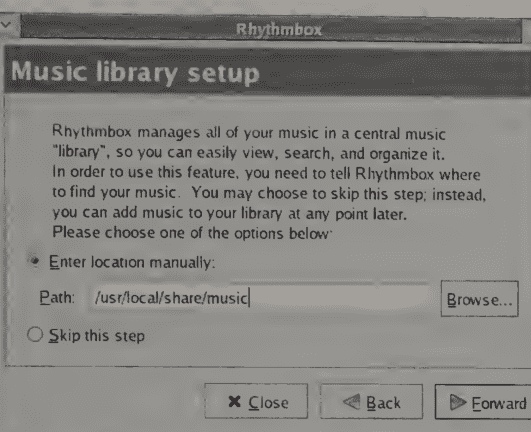 Rhythmbox
Music library setup
Rhythmbox manages all of your music in a central music
"library", so you can easily view, search, and organize it.
In order to use this feature, you need to tell Rhythmbox where
to find your music. You may choose to skip this step; instead,
you can add music to your library at any point later.
Please choose one of the options below:
Enter location manually:
Path: /usr/local/share/music Browse...
Skip this step
Close Back Forward